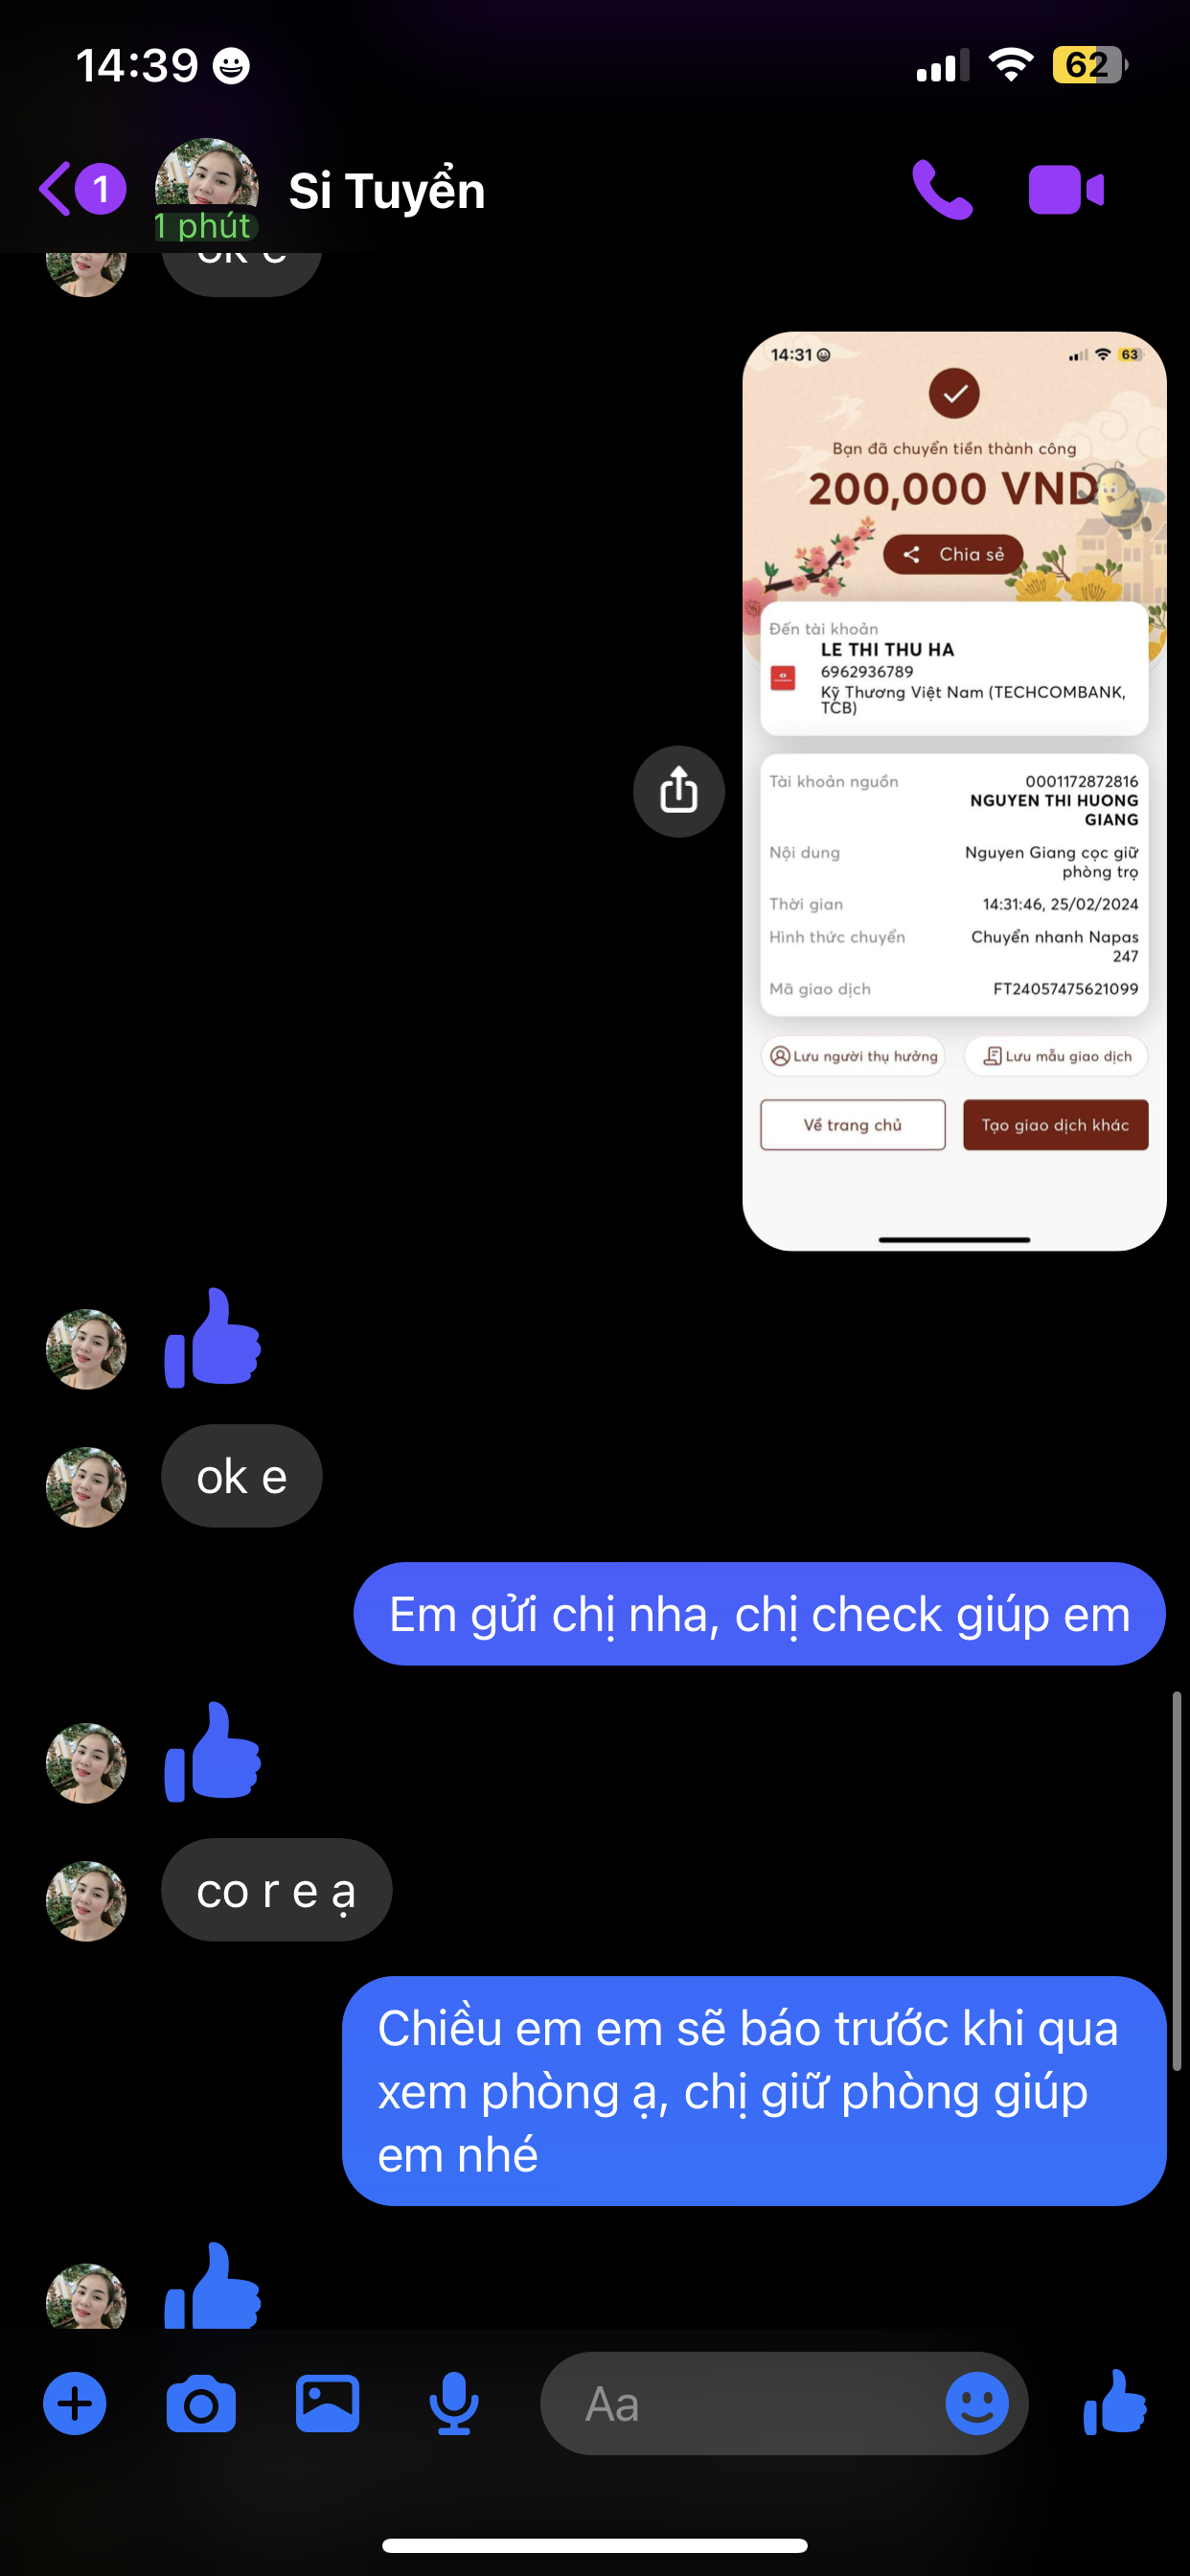 14:39
62
1
Si Tuyển
1 phút
ok e
14:31
63
Bạn đã chuyển tiền thành công
200,000 VND
Chia sẻ
Đến tài khoản
LE THI THU HA
6962936789
Kỹ Thương Việt Nam (TECHCOMBANK,
TCB)
Tài khoản nguồn
0001172872816
NGUYEN THI HUONG
GIANG
Nội dung
Nguyen Giang cọc giữ
phòng trọ
Thời gian
14:31:46, 25/02/2024
Hình thức chuyển
Chuyển nhanh Napas
247
Mã giao dịch
FT24057475621099
Lưu người thụ hưởng
Lưu mẫu giao dịch
Về trang chủ
Tạo giao dịch khác
ok e
Em gửi chị nha, chị check giúp em
co r e ạ
Chiều em em sẽ báo trước khi qua
xem phòng ạ, chị giữ phòng giúp
em nhé
Aa